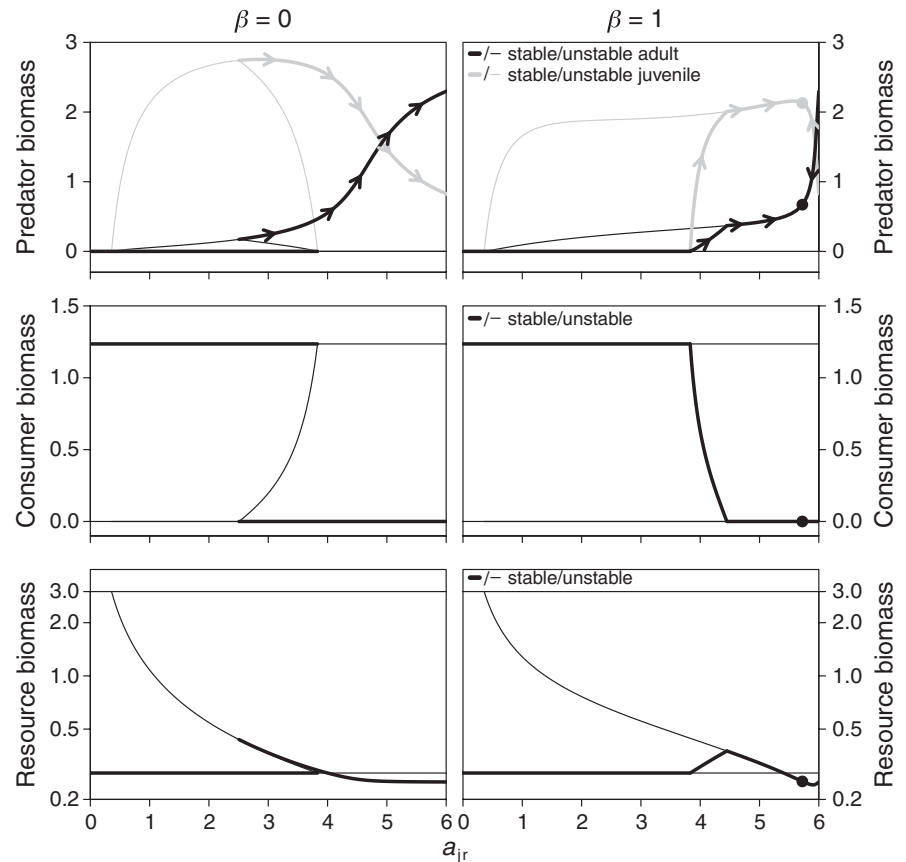 β = 0
β = 1
Predator biomass
3
2
1
0
━/− stable/unstable adult
━/− stable/unstable juvenile
3
2
1
0
Predator biomass
Consumer biomass
1.5
1.0
0.5
0.0
━/− stable/unstable
1.5
1.0
0.5
0.0
Consumer biomass
Resource biomass
3.0
2.0
1.0
0.5
0.2
━/− stable/unstable
3.0
2.0
1.0
0.5
0.2
Resource biomass
0 1 2 3 4 5 6
0 1 2 3 4 5 6
a_jr